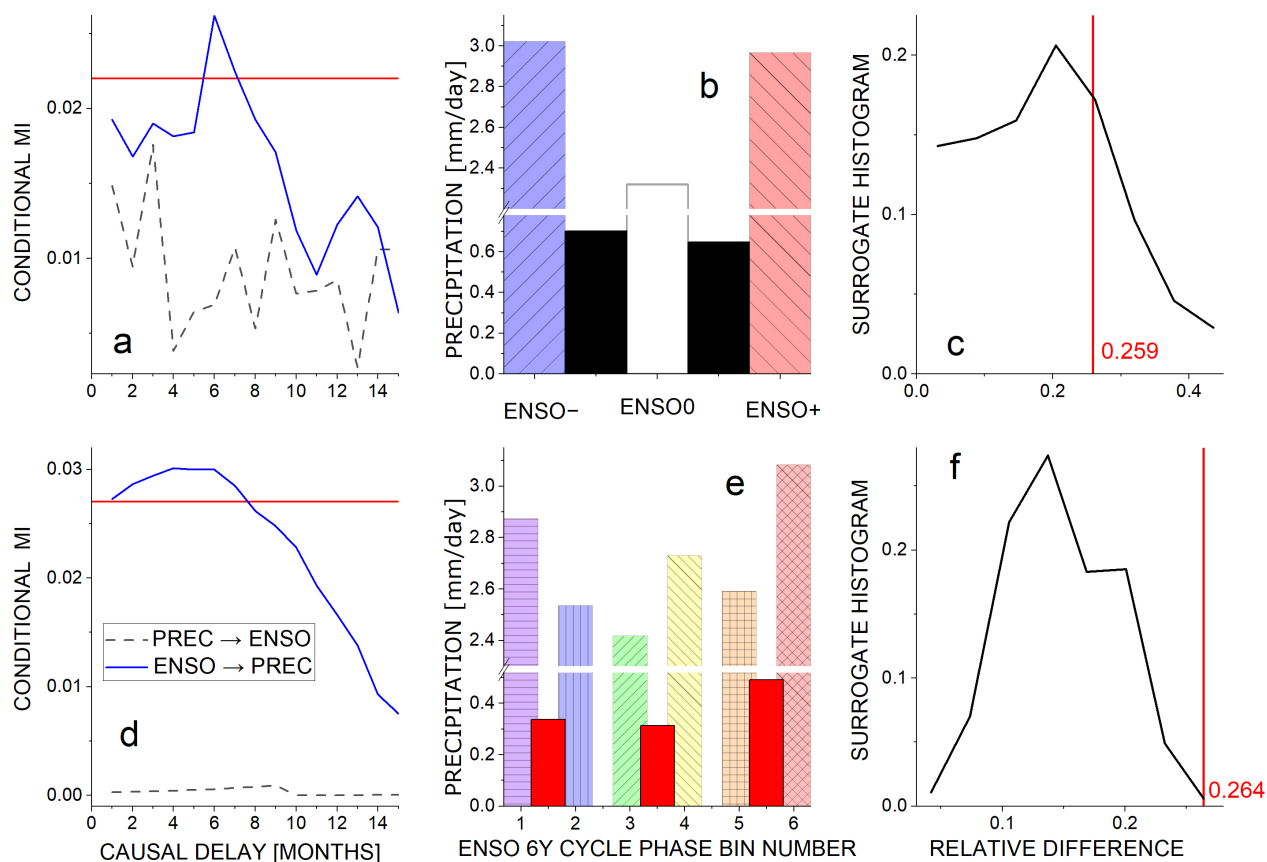 CONDITIONAL MI
0.02
0.01
a
0
2
4
6
8
10
12
14
PRECIPITATION [mm/day]
3.0
2.8
2.6
2.4
0.6
0.4
0.2
0.0
b
ENSO−
ENSO0
ENSO+
SURROGATE HISTOGRAM
0.2
0.1
0.0
c
0.259
0.0
0.2
0.4
CONDITIONAL MI
0.03
0.02
0.01
0.00
PREC → ENSO
ENSO → PREC
d
0
2
4
6
8
10
12
14
CAUSAL DELAY [MONTHS]
PRECIPITATION [mm/day]
3.0
2.8
2.6
2.4
0.4
0.2
0.0
e
1
2
3
4
5
6
ENSO 6Y CYCLE PHASE BIN NUMBER
SURROGATE HISTOGRAM
0.2
0.1
0.0
f
0.264
0.1
0.2
RELATIVE DIFFERENCE